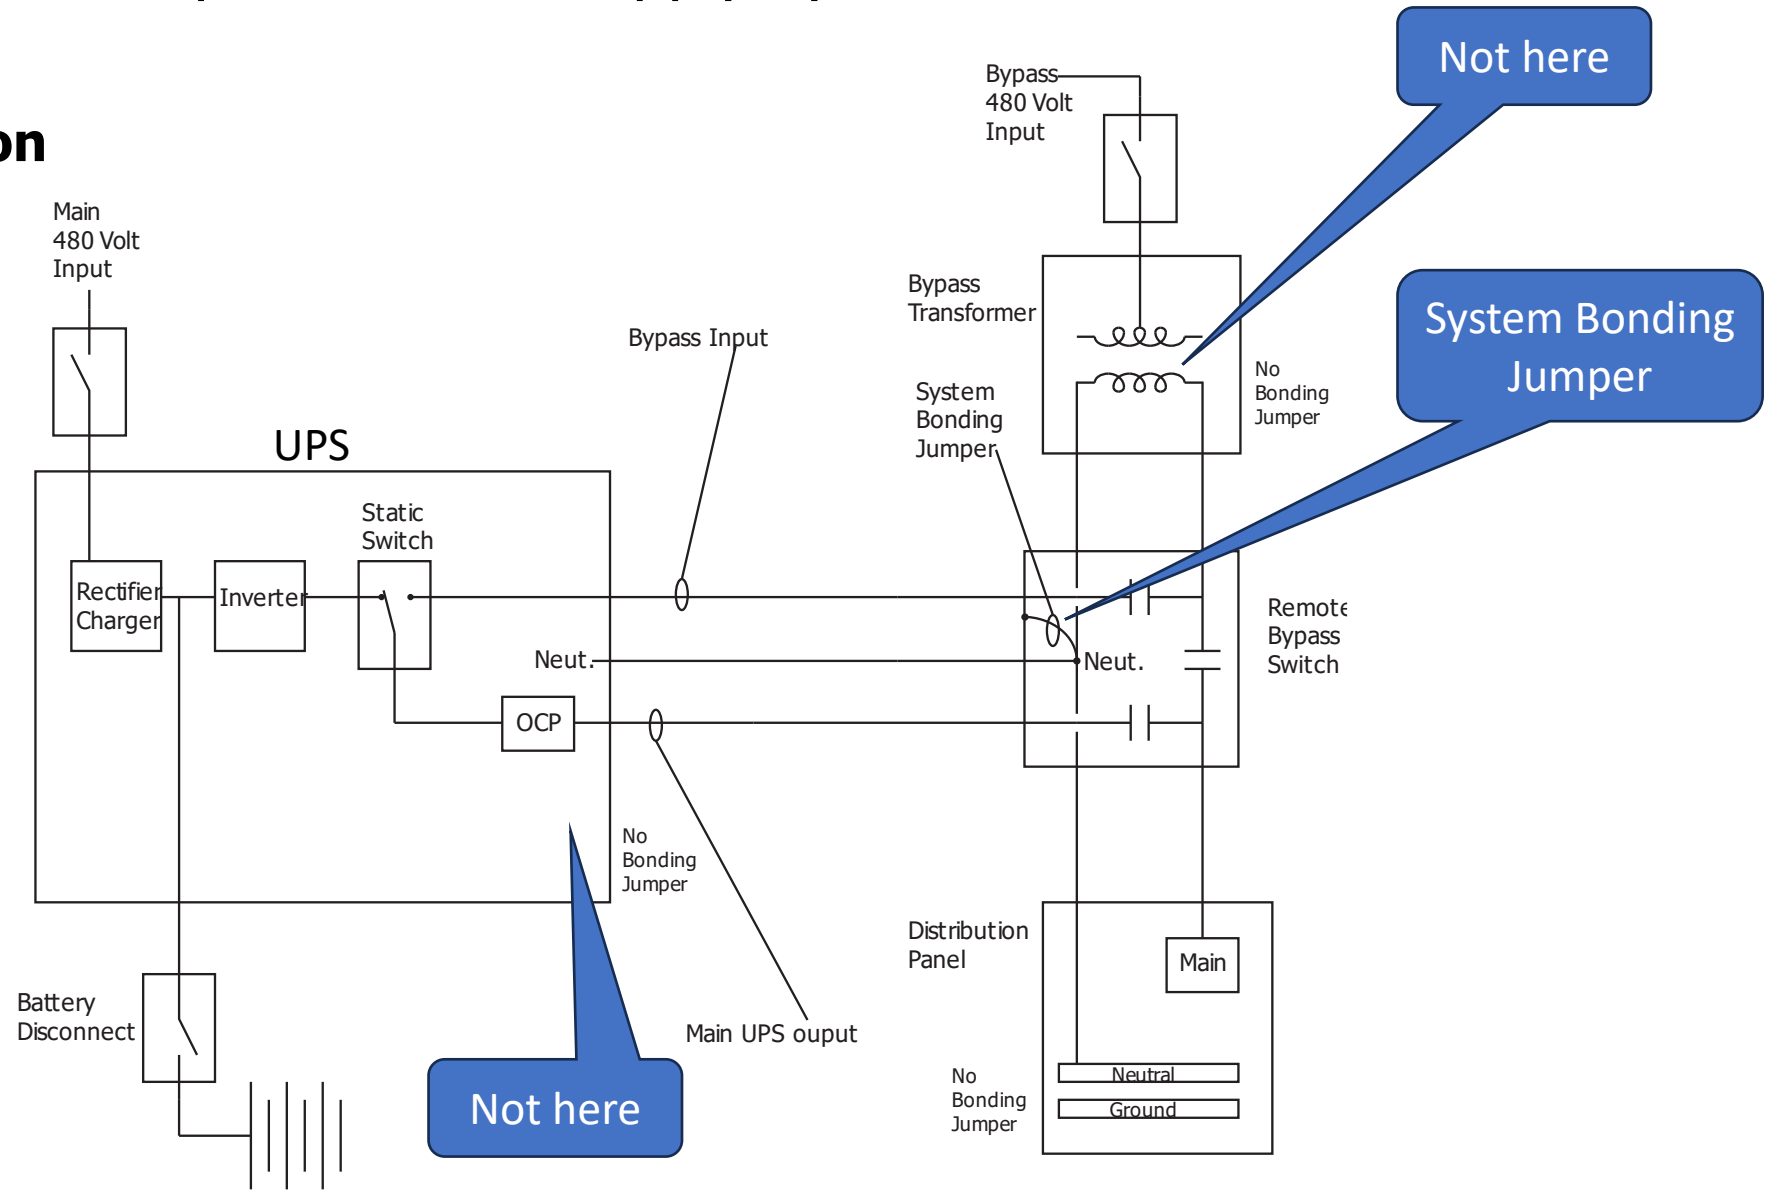 on
Not here
Bypass
480 Volt
Input
Main
480 Volt
Input
Bypass
Transformer
System Bonding
Jumper
Bypass Input
No
Bonding
Jumper
System
Bonding
Jumper
UPS
Static
Switch
Rectifier
Charger
Inverter
Remote
Bypass
Switch
Neut.
Neut.
OCP
No
Bonding
Jumper
Distribution
Panel
Main
Battery
Disconnect
Main UPS ouput
Not here
No
Bonding
Jumper
Neutral
Ground